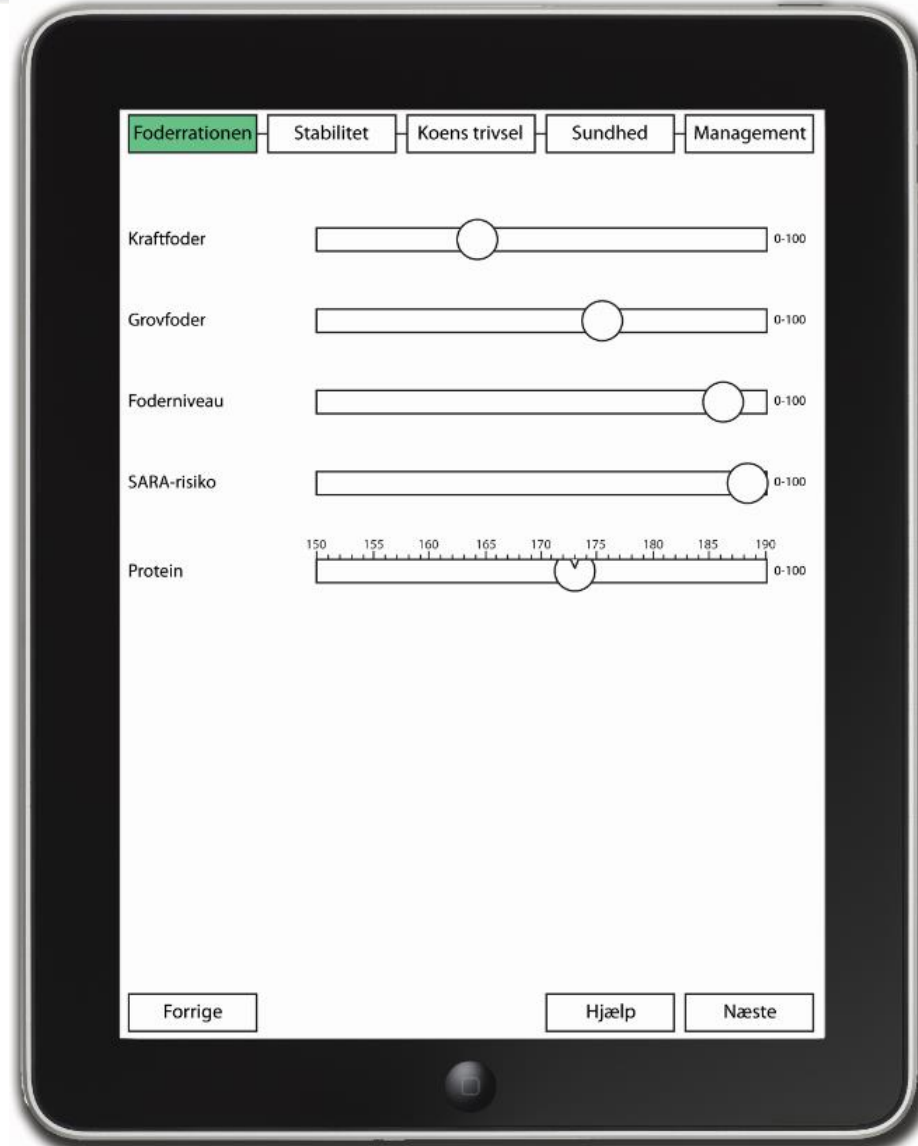 Foderrationen Stabilitet Koens trivsel Sundhed Management
Kraftfoder 0-100
Grovfoder 0-100
Foderniveau 0-100
SARA-risiko 0-100
150 155 160 165 170 175 180 185 190
Protein 0-100
Forrige Hjælp Næste